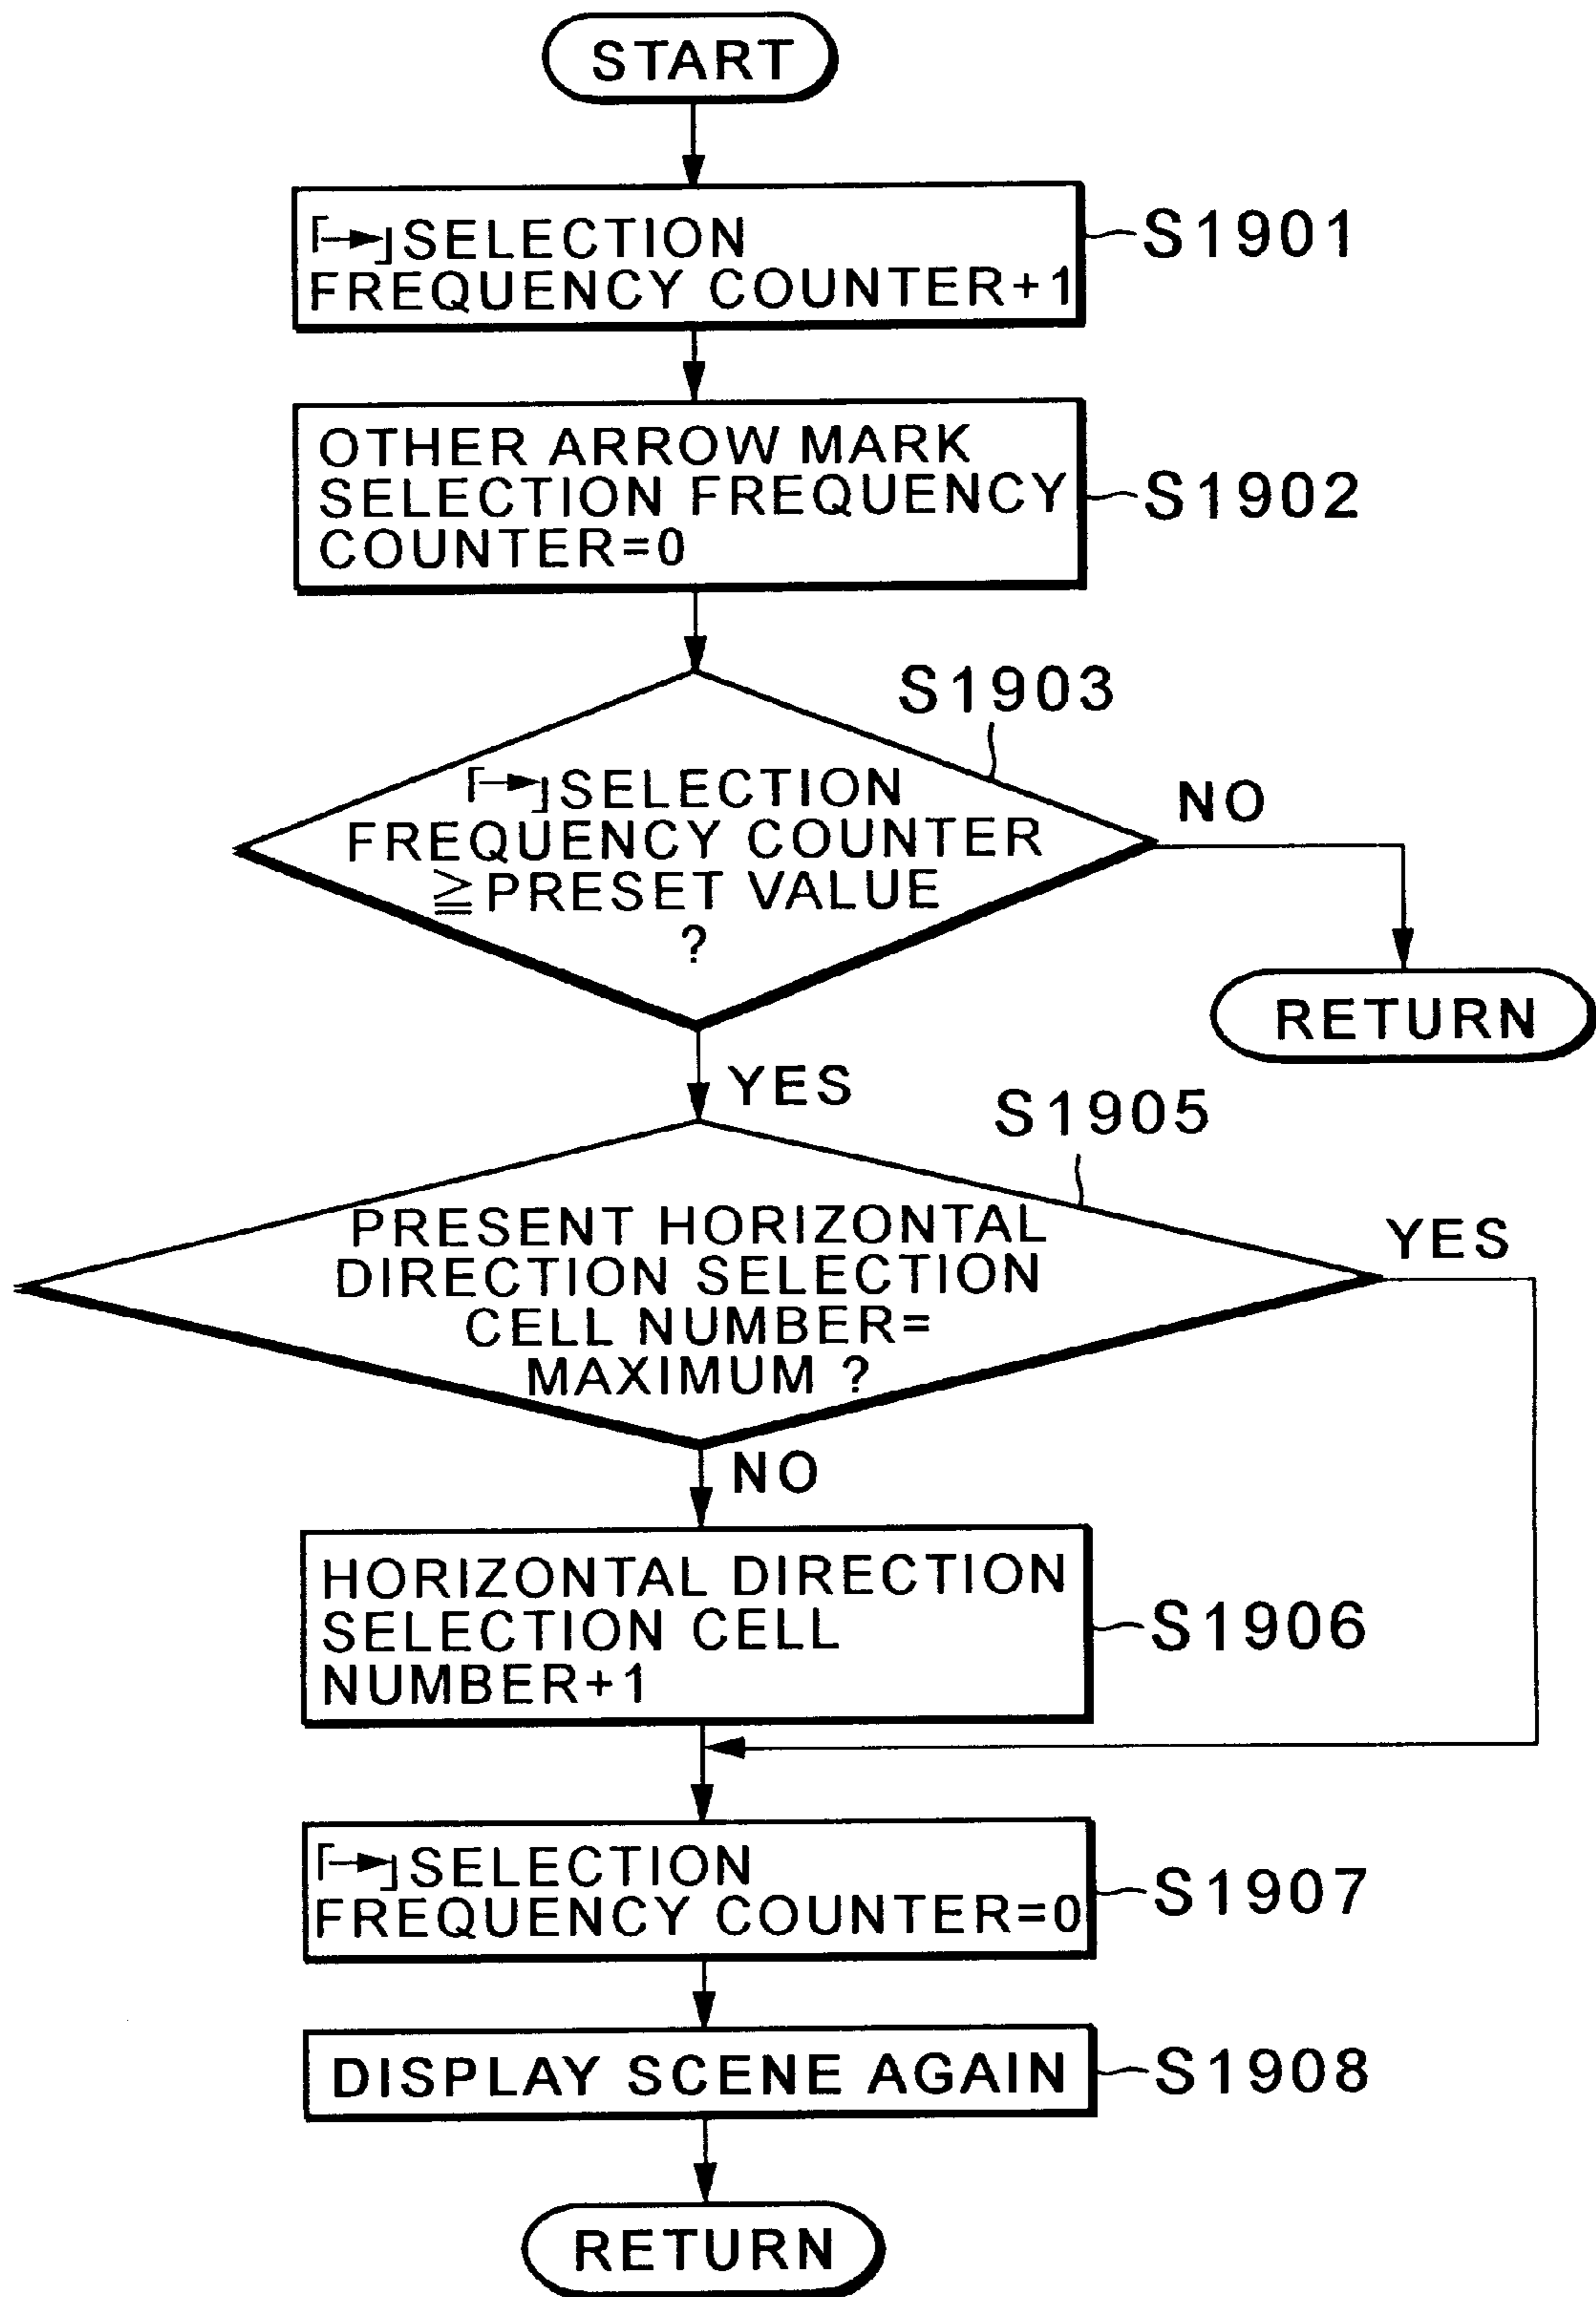 START
「→」SELECTION
FREQUENCY COUNTER+1
S1901
OTHER ARROW MARK
SELECTION FREQUENCY
COUNTER=0
S1902
S1903
「→」SELECTION
FREQUENCY COUNTER
≧PRESET VALUE
?
NO
RETURN
YES
S1905
PRESENT HORIZONTAL
DIRECTION SELECTION
CELL NUMBER=
MAXIMUM ?
YES
NO
HORIZONTAL DIRECTION
SELECTION CELL
NUMBER+1
S1906
「→」SELECTION
FREQUENCY COUNTER=0
S1907
DISPLAY SCENE AGAIN
S1908
RETURN